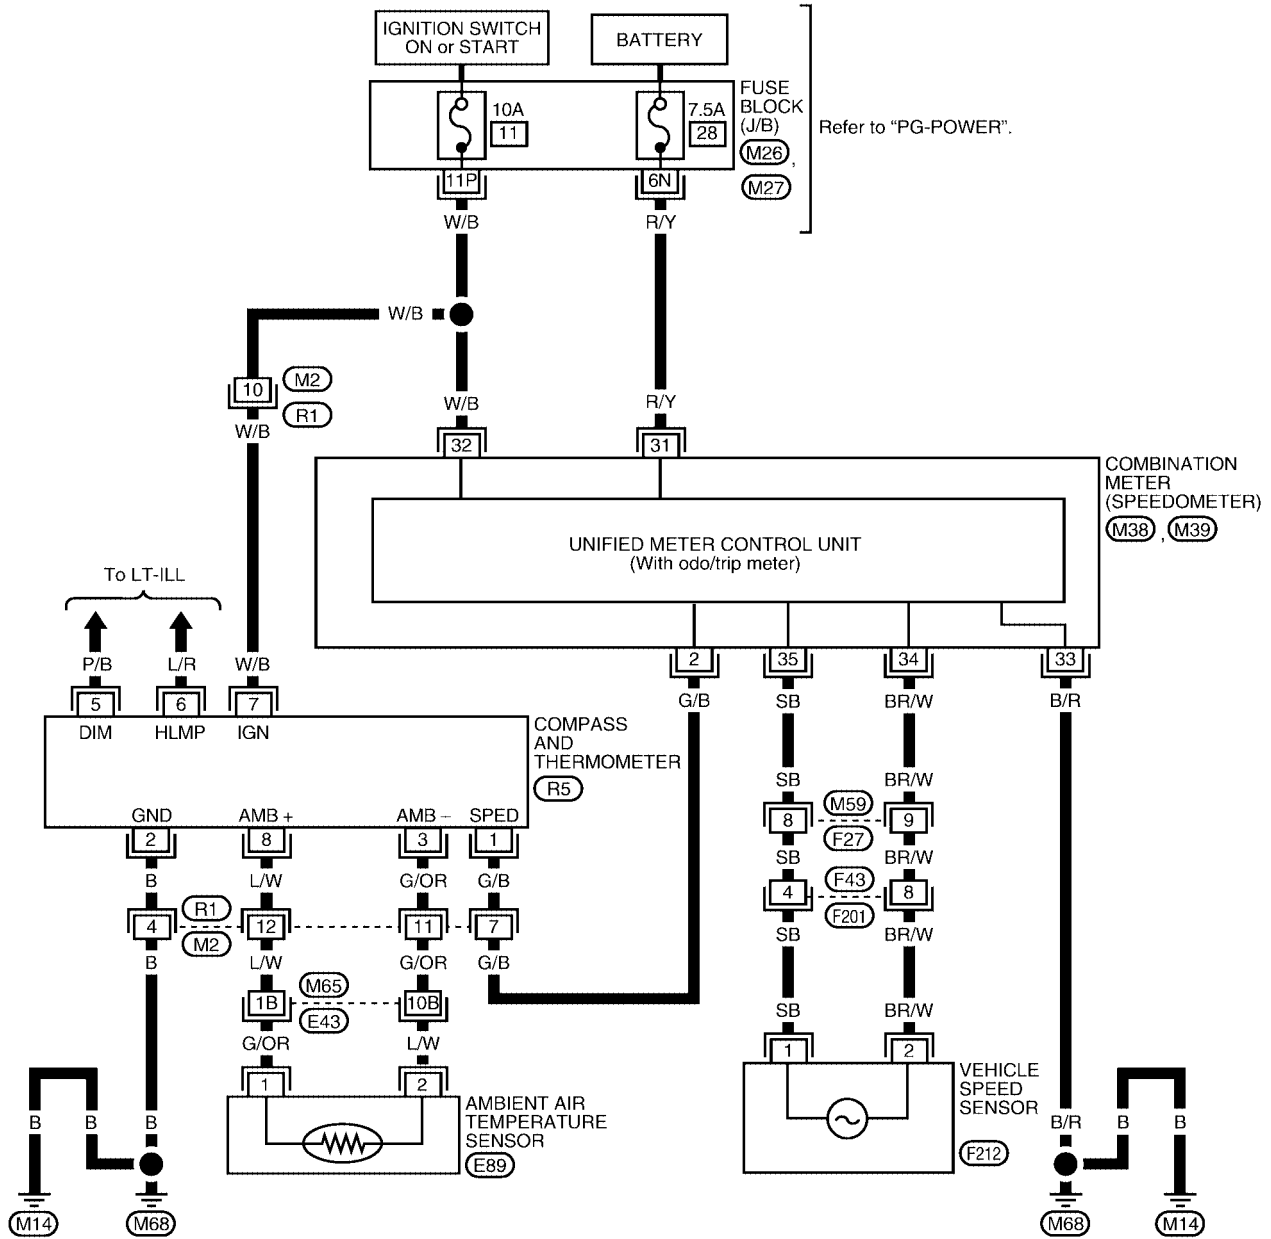 IGNITION SWITCH
ON or START
BATTERY
10A
11
7.5A
28
FUSE
BLOCK
(J/B)
M26 ,
M27
Refer to “PG-POWER”.
11P
6N
W/B
R/Y
W/B
10
M2
R1
W/B
W/B
R/Y
32
31
COMBINATION
METER
(SPEEDOMETER)
M38 , M39
UNIFIED METER CONTROL UNIT
(With odo/trip meter)
To LT-ILL
P/B
L/R
W/B
5
6
7
DIM
HLMP
IGN
2
35
34
33
G/B
SB
BR/W
B/R
COMPASS
AND
THERMOMETER
R5
GND
AMB +
AMB –
SPED
2
8
3
1
B
L/W
G/OR
G/B
4
R1
M2
12
11
7
B
L/W
G/OR
G/B
1B
M65
E43
10B
G/OR
L/W
1
2
AMBIENT AIR
TEMPERATURE
SENSOR
E89
SB
BR/W
8
M59
F27
9
SB
BR/W
4
F43
F201
8
SB
BR/W
SB
BR/W
1
2
VEHICLE
SPEED
SENSOR
F212
B
B
B
M14
M68
B/R
B
B
M68
M14